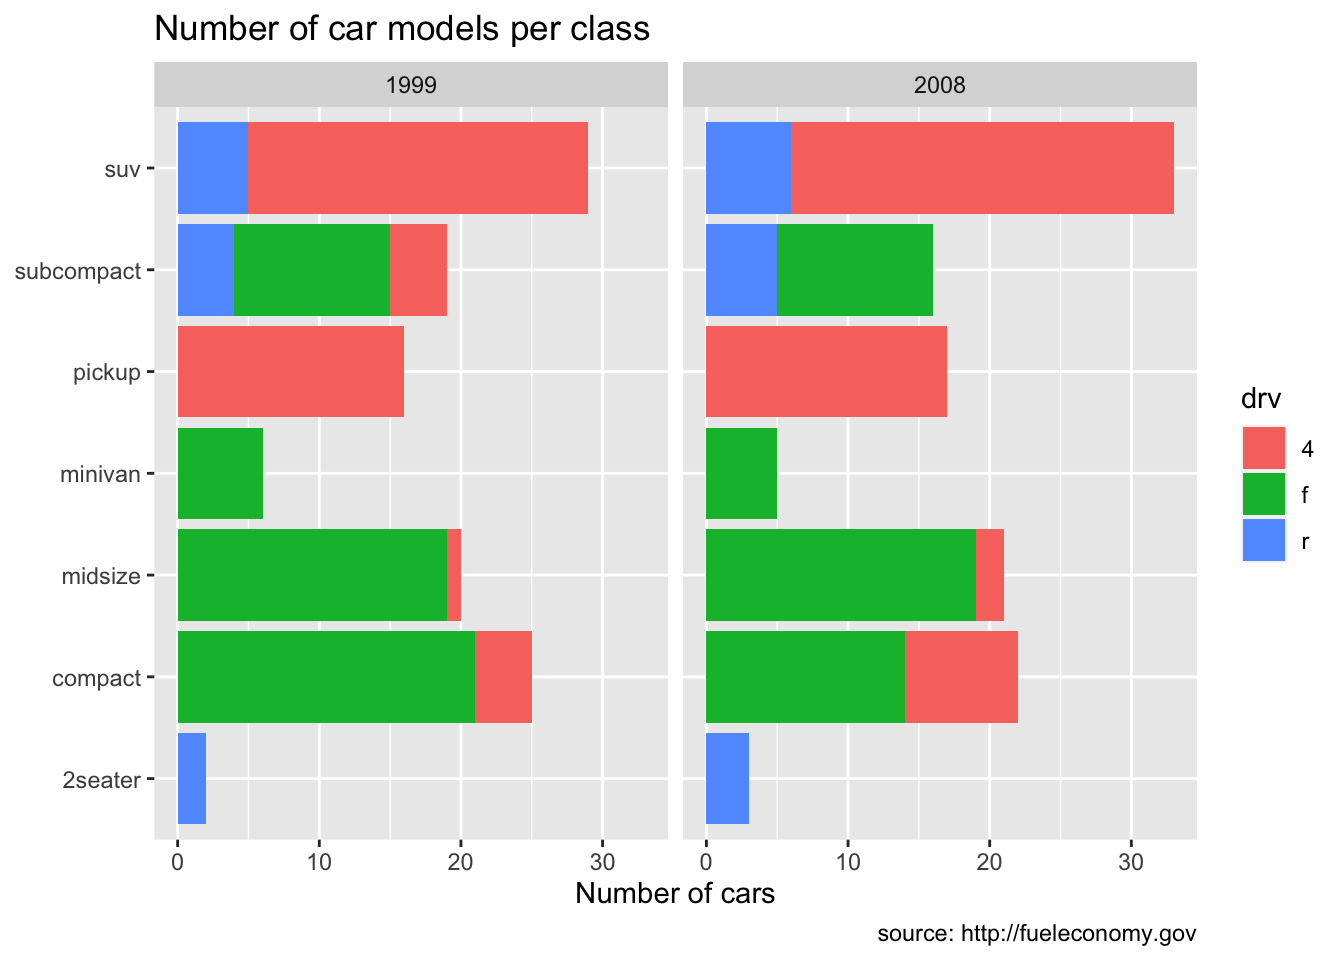 Number of car models per class
1999
2008
suv
subcompact
pickup
minivan
midsize
compact
2seater
0 10 20 30
0 10 20 30
Number of cars
drv
4
f
r
source: http://fueleconomy.gov